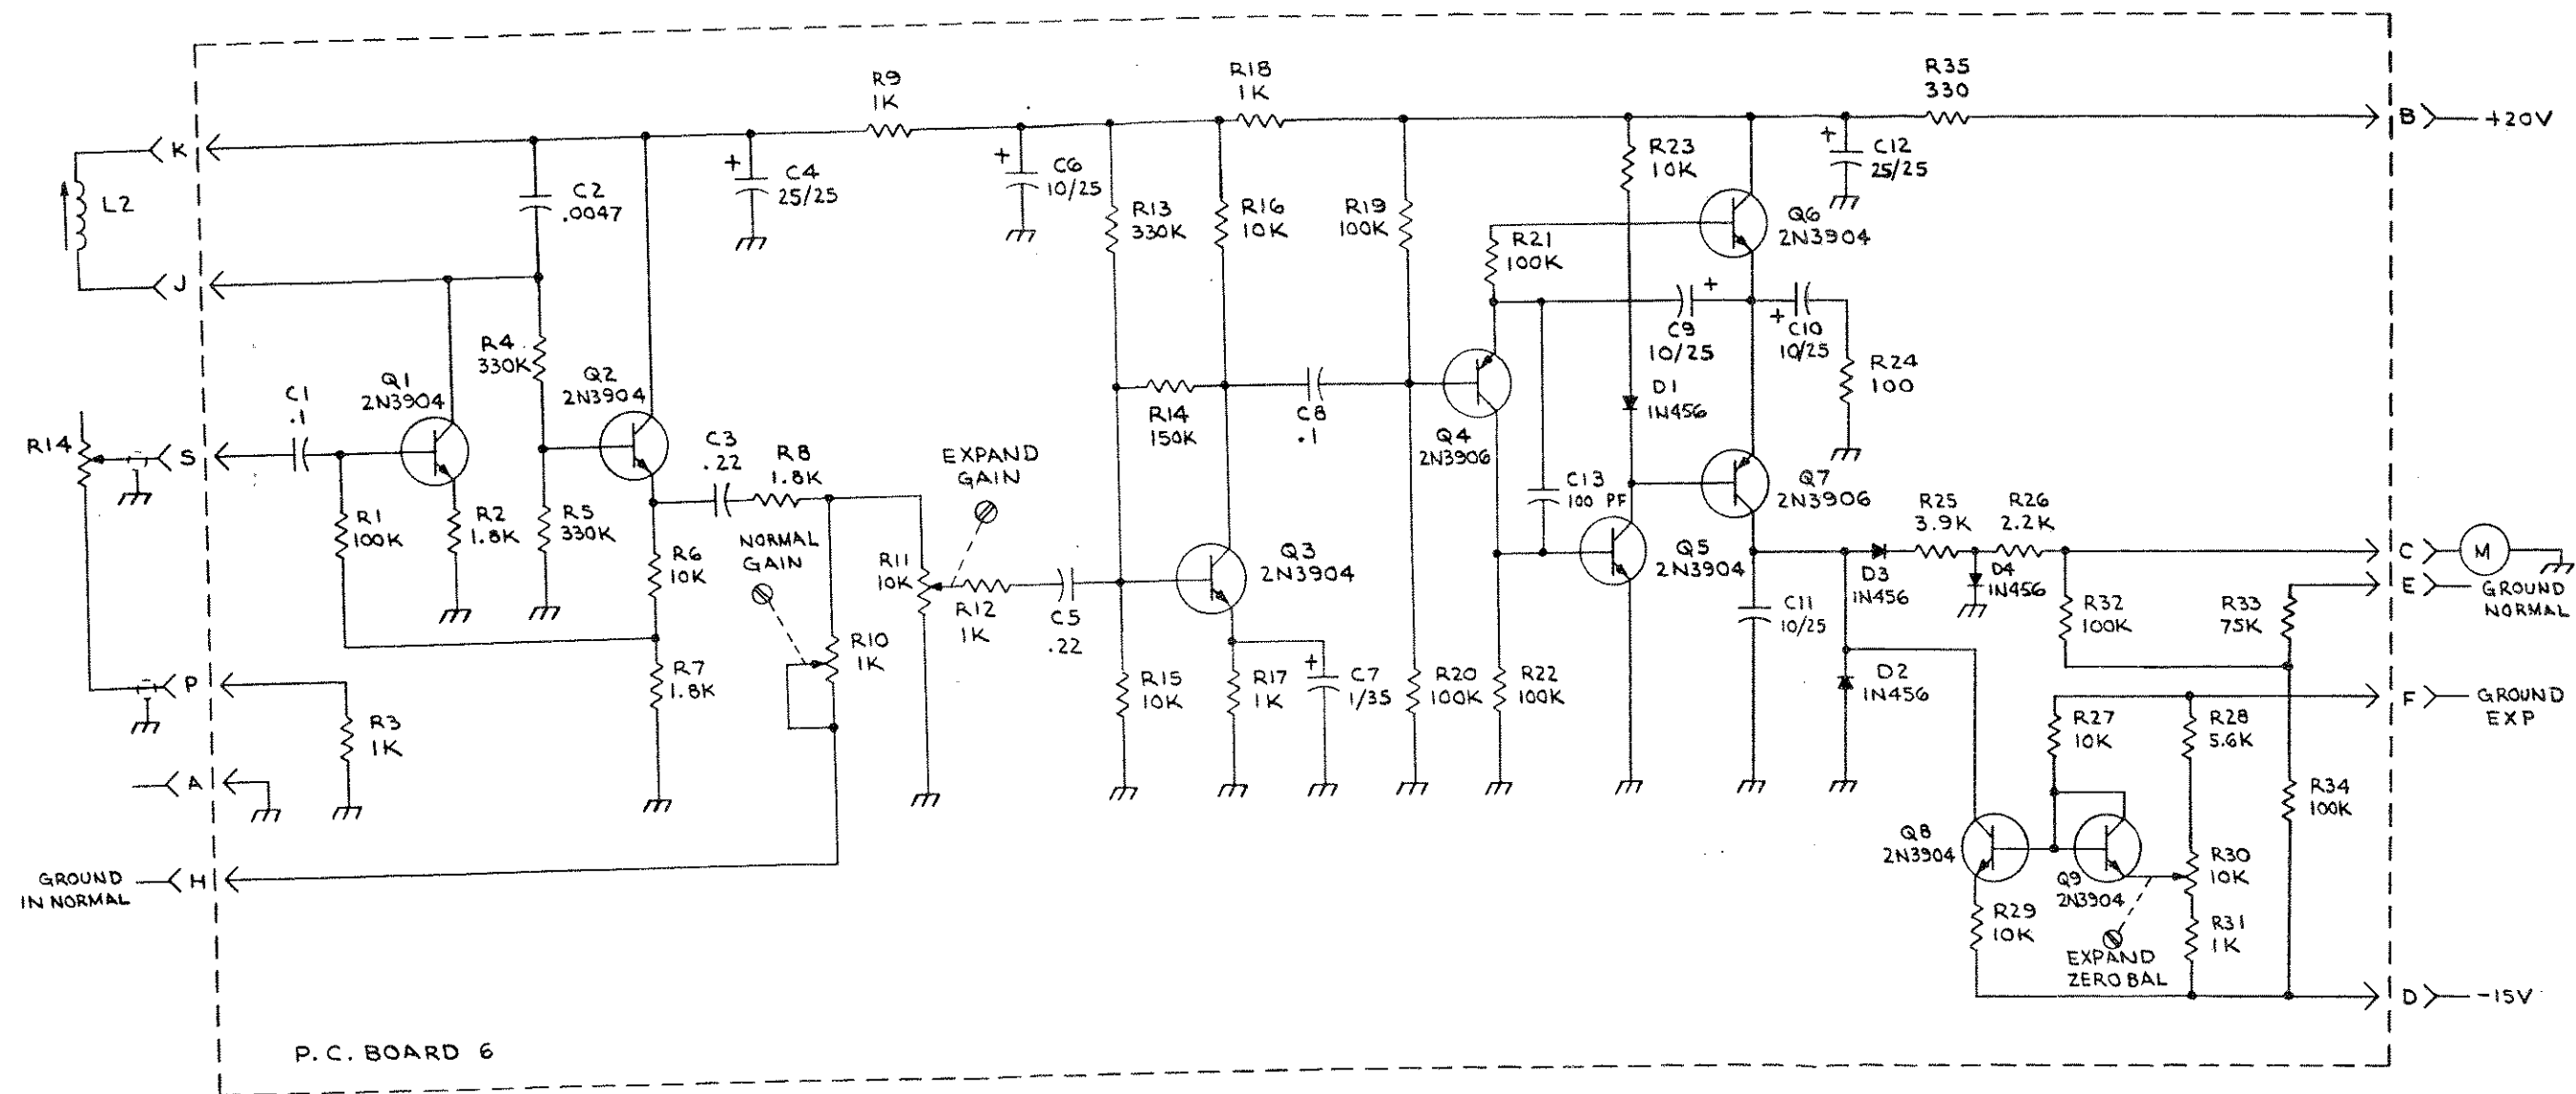 R9
1K
R18
1K
R35
330
K
B
+20V
L2
C2
.0047
C4
25/25
C6
10/25
R13
330K
R16
10K
R19
100K
R23
10K
C12
25/25
Q6
2N3904
R21
100K
J
R4
330K
C9
10/25
C10
10/25
R24
100
Q1
2N3904
Q2
2N3904
C1
.1
R14
150K
C8
.1
Q4
2N3906
D1
1N456
R14
S
C3
.22
R8
1.8K
EXPAND
GAIN
C13
100 PF
Q7
2N3906
R1
100K
R2
1.8K
R5
330K
NORMAL
GAIN
R6
10K
R11
10K
R12
1K
C5
.22
Q3
2N3904
Q5
2N3904
R25
3.9K
R26
2.2K
D3
1N456
D4
1N456
C
M
E
GROUND
NORMAL
C11
10/25
R32
100K
R33
75K
P
R3
1K
R7
1.8K
R10
1K
R15
10K
R17
1K
C7
1/35
R20
100K
R22
100K
D2
1N456
F
GROUND
EXP
R27
10K
R28
5.6K
A
R34
100K
Q8
2N3904
Q9
2N3904
R30
10K
H
GROUND
IN NORMAL
R29
10K
R31
1K
EXPAND
ZERO BAL
D
-15V
P.C. BOARD 6